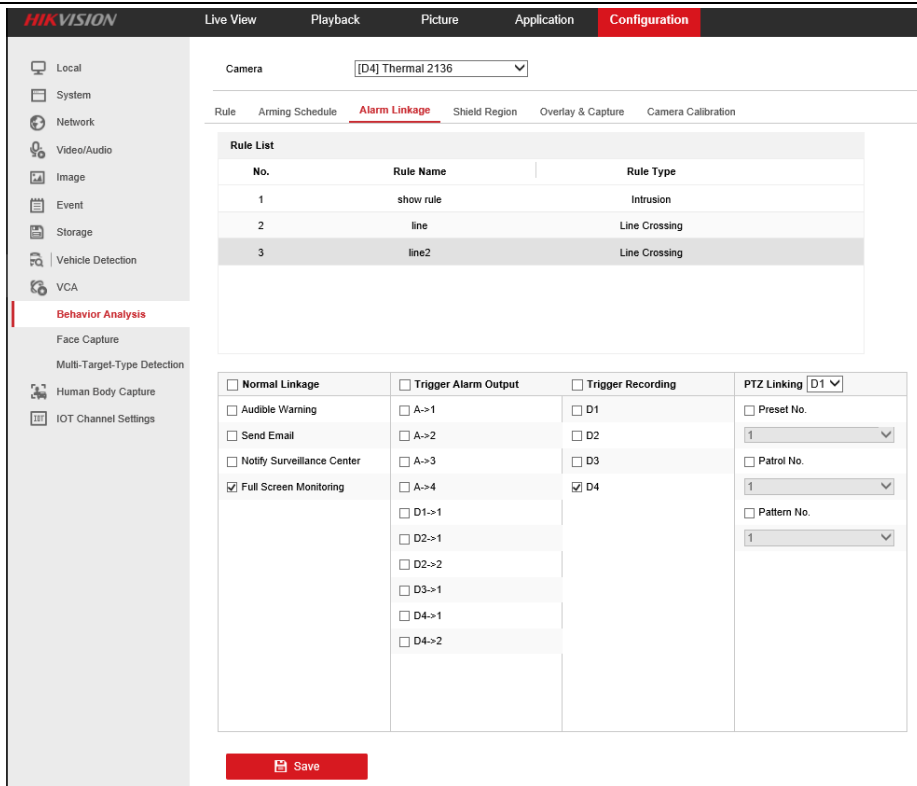 HIKVISION Live View Playback Picture Application Configuration
Local
System
Network
Video/Audio
Image
Event
Storage
Vehicle Detection
VCA
Behavior Analysis
Face Capture
Multi-Target-Type Detection
Human Body Capture
IOT Channel Settings
Camera [D4] Thermal 2136
Rule Arming Schedule Alarm Linkage Shield Region Overlay & Capture Camera Calibration
Rule List
No. Rule Name Rule Type
1 show rule Intrusion
2 line Line Crossing
3 line2 Line Crossing
Normal Linkage Trigger Alarm Output Trigger Recording PTZ Linking D1
Audible Warning A->1 D1 Preset No.
Send Email A->2 D2 1
Notify Surveillance Center A->3 D3 Patrol No.
Full Screen Monitoring A->4 D4 1
D1->1 Pattern No.
D2->1 1
D2->2
D3->1
D4->1
D4->2
Save